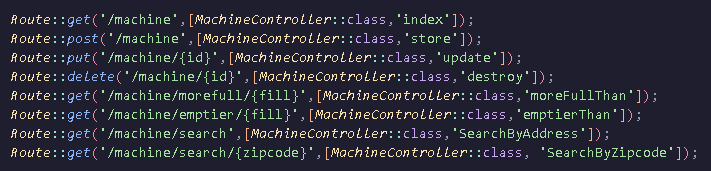 Route::get('/machine',[MachineController::class,'index']);
Route::post('/machine',[MachineController::class,'store']);
Route::put('/machine/{id}',[MachineController::class,'update']);
Route::delete('/machine/{id}',[MachineController::class,'destroy']);
Route::get('/machine/morefull/{fill}',[MachineController::class,'moreFullThan']);
Route::get('/machine/emptier/{fill}',[MachineController::class,'emptierThan']);
Route::get('/machine/search',[MachineController::class,'SearchByAddress']);
Route::get('/machine/search/{zipcode}',[MachineController::class, 'SearchByZipcode']);